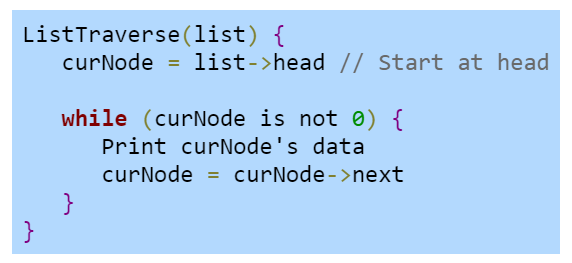 ListTraverse(list) {
   curNode = list->head // Start at head

   while (curNode is not 0) {
      Print curNode's data
      curNode = curNode->next
   }
}